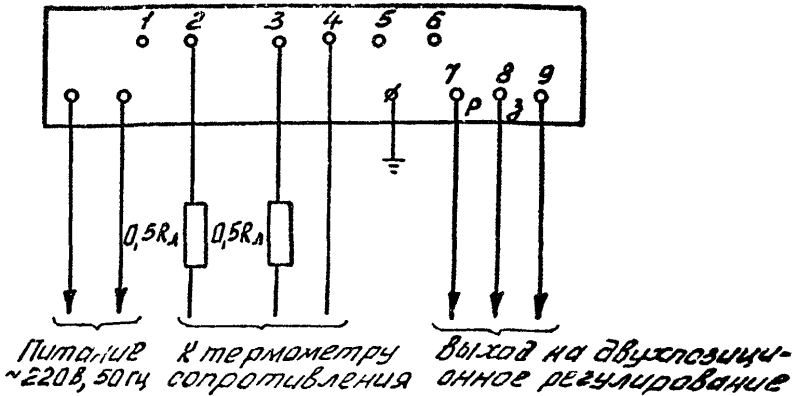 1 2 3 4 5 6
7 8 9
р з
0,5Rл 0,5Rл
Питание К термометру Выход на двухпозици-
~220В, 50гц сопротивления онное регулирование